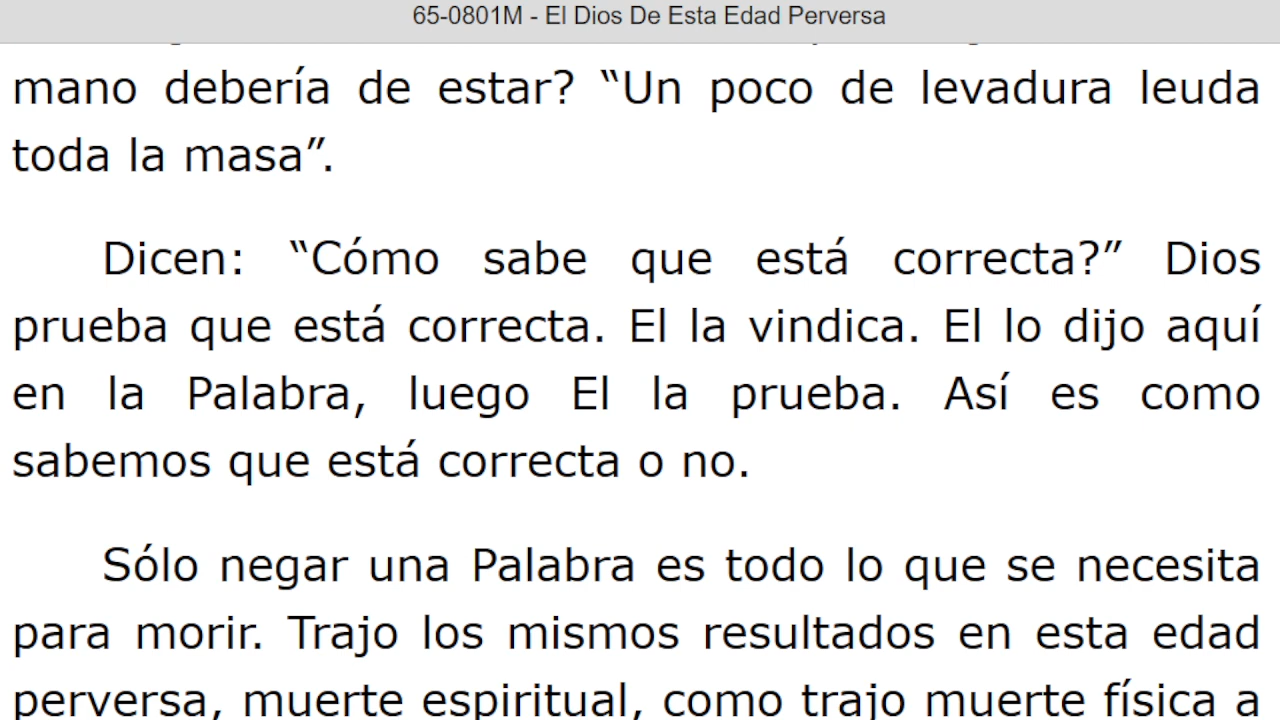 65-0801M - El Dios De Esta Edad Perversa
mano debería de estar? “Un poco de levadura leuda
toda la masa”.
Dicen: “Cómo sabe que está correcta?” Dios
prueba que está correcta. El la vindica. El lo dijo aquí
en la Palabra, luego El la prueba. Así es como
sabemos que está correcta o no.
Sólo negar una Palabra es todo lo que se necesita
para morir. Trajo los mismos resultados en esta edad
perversa, muerte espiritual, como trajo muerte física a